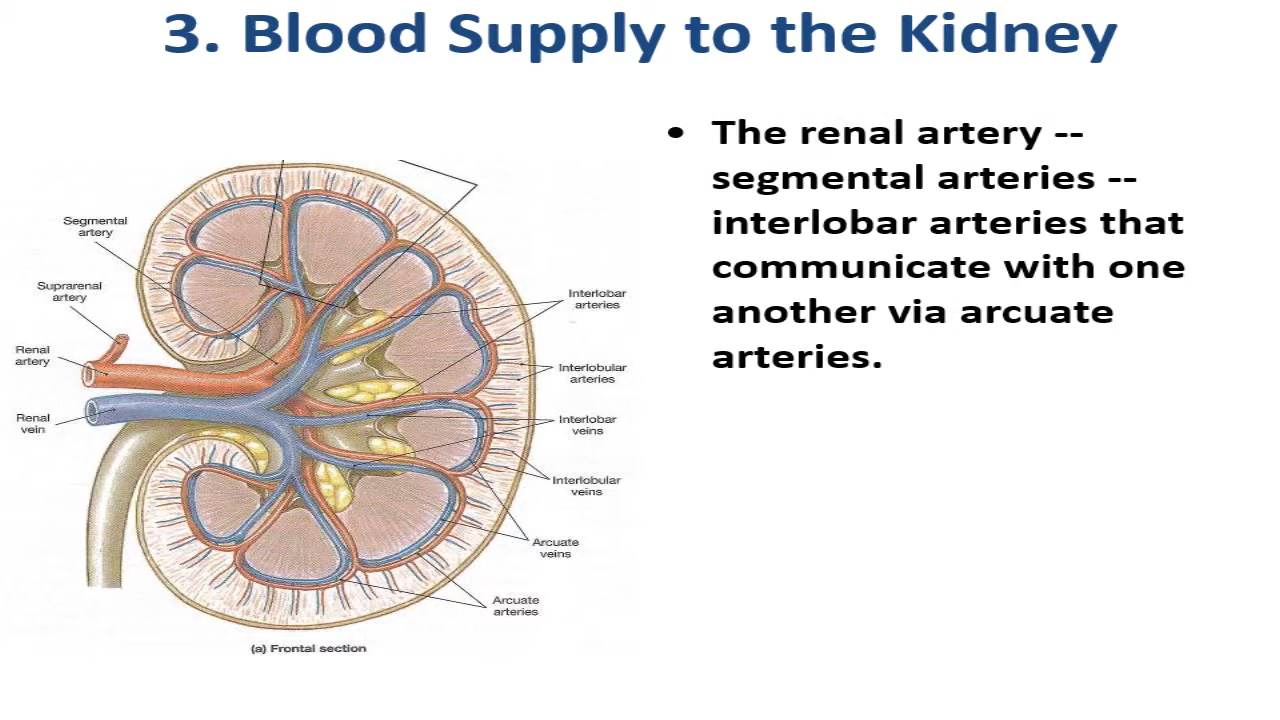 3. Blood Supply to the Kidney
• The renal artery --
segmental arteries --
interlobar arteries that
communicate with one
another via arcuate
arteries.
Segmental
artery
Suprarenal
artery
Renal
artery
Renal
vein
Interlobar
arteries
Interlobular
arteries
Interlobar
veins
Interlobular
veins
Arcuate
veins
Arcuate
arteries
(a) Frontal section